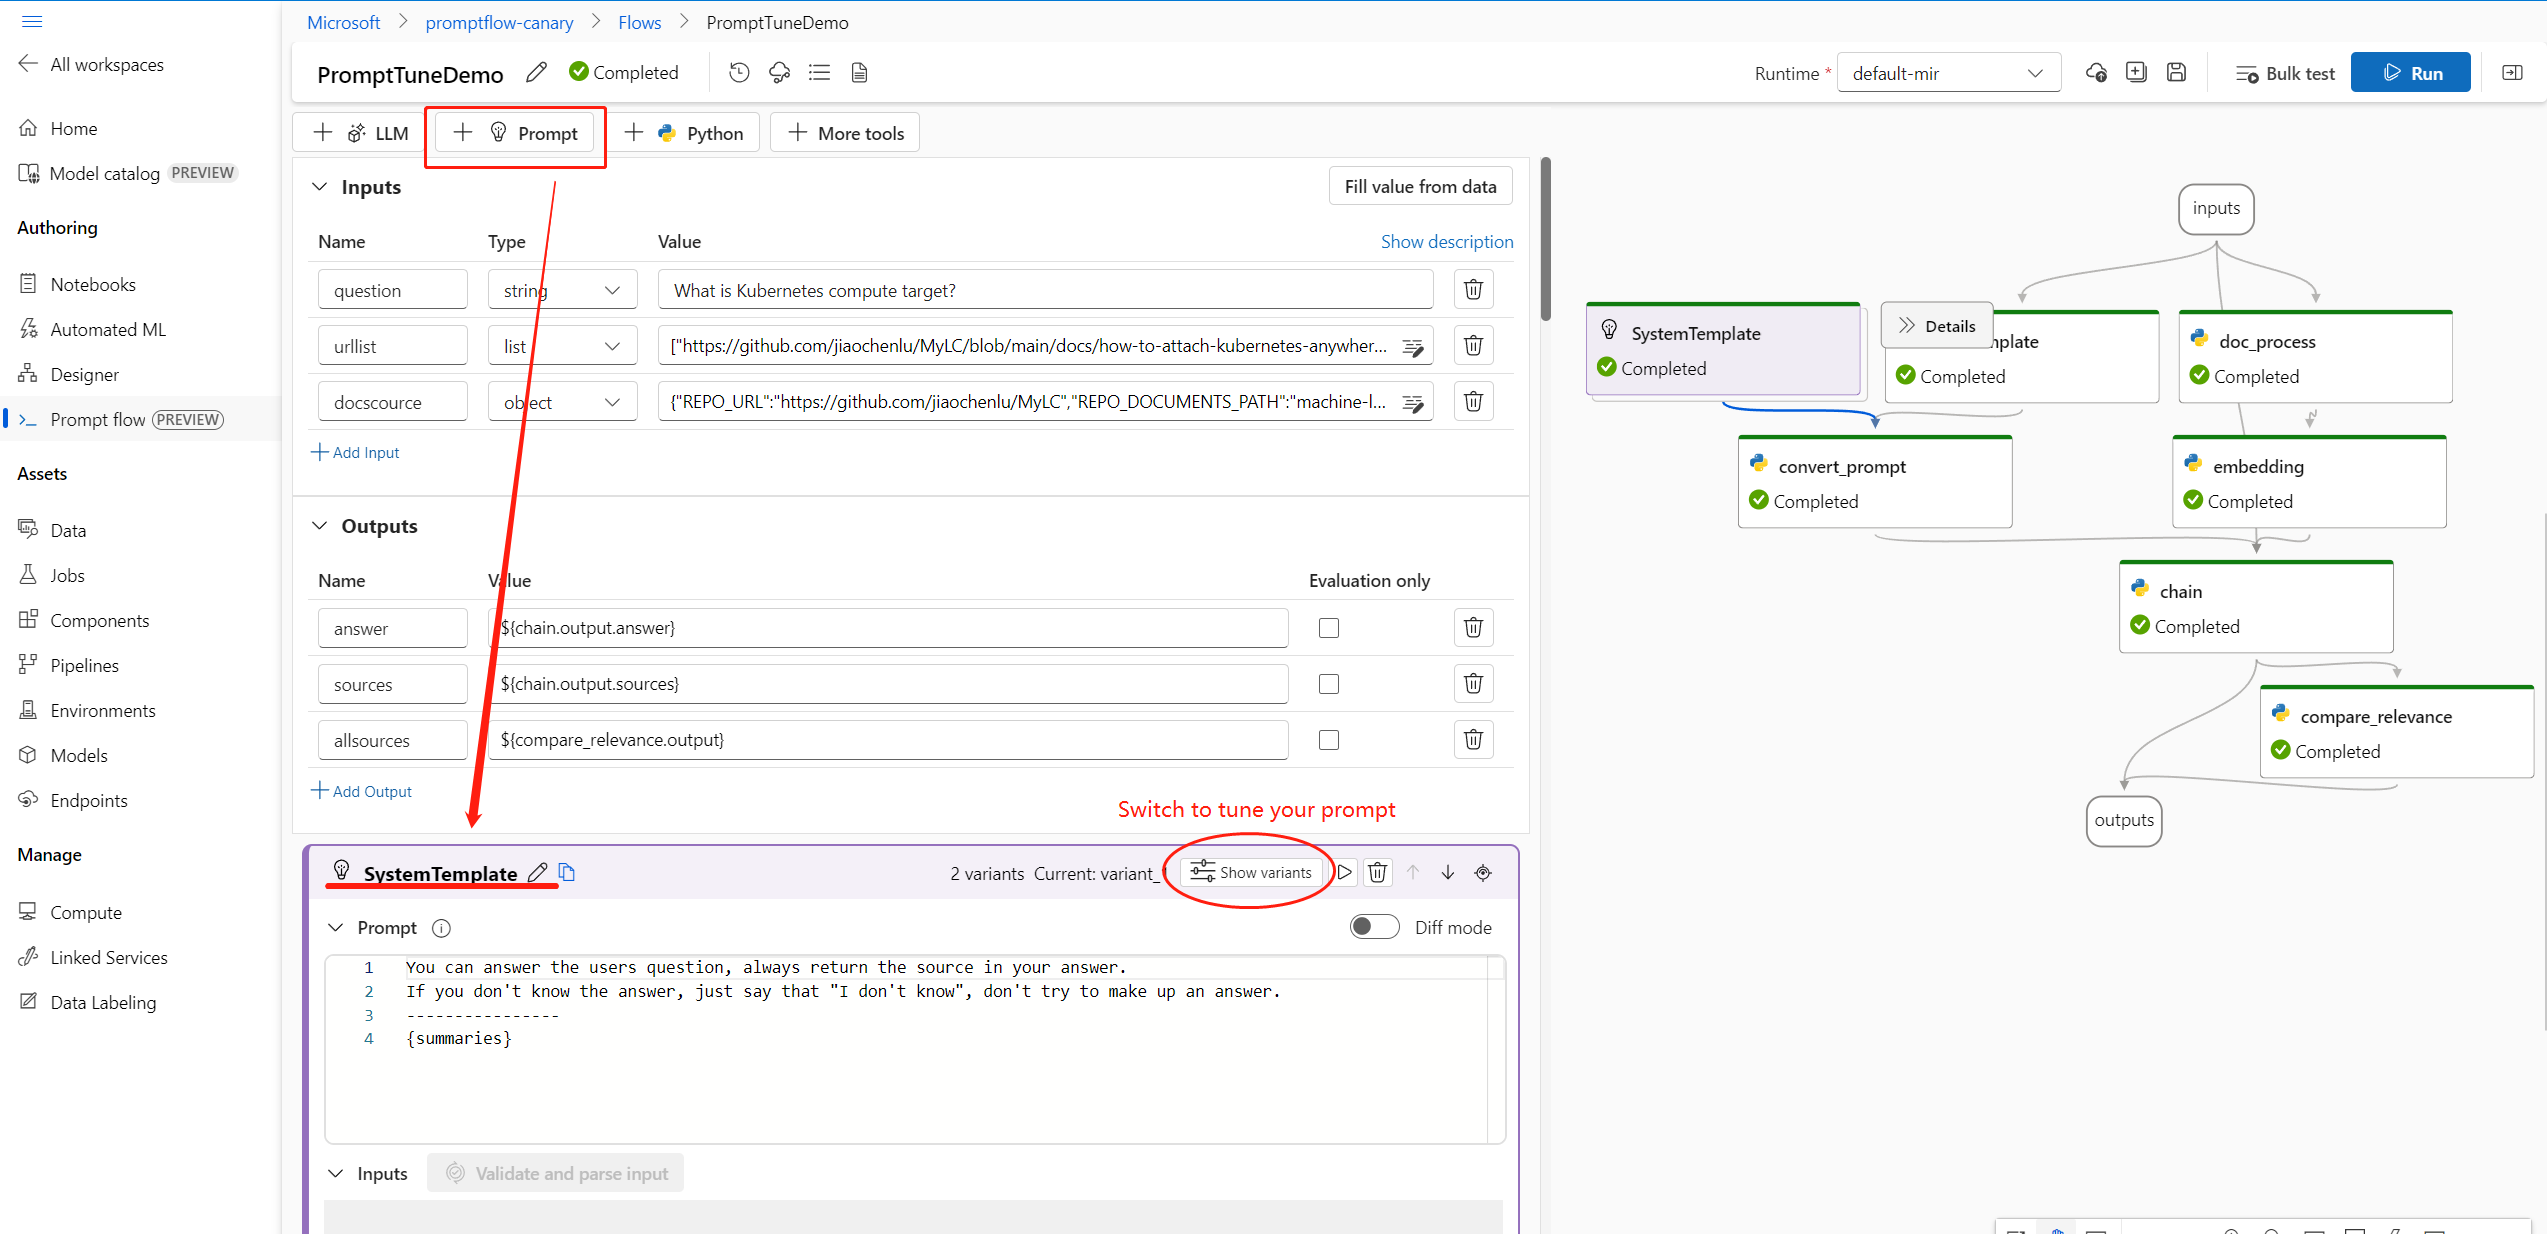 Microsoft > promptflow-canary > Flows > PromptTuneDemo
All workspaces
Home
Model catalog PREVIEW
Authoring
Notebooks
Automated ML
Designer
Prompt flow PREVIEW
Assets
Data
Jobs
Components
Pipelines
Environments
Models
Endpoints
Manage
Compute
Linked Services
Data Labeling
PromptTuneDemo Completed
Runtime * default-mir Bulk test Run
LLM Prompt Python More tools
Inputs Fill value from data
Name Type Value Show description
question string What is Kubernetes compute target?
urllist list ["https://github.com/jiaochenlu/MyLC/blob/main/docs/how-to-attach-kubernetes-anywher...
docscource object {"REPO_URL":"https://github.com/jiaochenlu/MyLC","REPO_DOCUMENTS_PATH":"machine-l...
Add Input
Outputs
Name Value Evaluation only
answer ${chain.output.answer}
sources ${chain.output.sources}
allsources ${compare_relevance.output}
Add Output
Switch to tune your prompt
SystemTemplate 2 variants Current: variant_ Show variants
Prompt Diff mode
1 You can answer the users question, always return the source in your answer.
2 If you don't know the answer, just say that "I don't know", don't try to make up an answer.
3 ----------------
4 {summaries}
Inputs Validate and parse input
inputs
SystemTemplate
Completed
Details
Completed
doc_process
Completed
convert_prompt
Completed
embedding
Completed
chain
Completed
compare_relevance
Completed
outputs